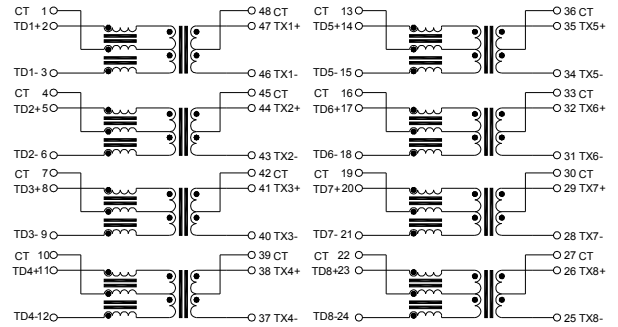 CT 1 48 CT CT 13 36 CT
TD1+2 47 TX1+ TD5+14 35 TX5+
TD1- 3 46 TX1- TD5- 15 34 TX5-
CT 4 45 CT CT 16 33 CT
TD2+5 44 TX2+ TD6+17 32 TX6+
TD2- 6 43 TX2- TD6- 18 31 TX6-
CT 7 42 CT CT 19 30 CT
TD3+8 41 TX3+ TD7+20 29 TX7+
TD3- 9 40 TX3- TD7- 21 28 TX7-
CT 10 39 CT CT 22 27 CT
TD4+11 38 TX4+ TD8+23 26 TX8+
TD4-12 37 TX4- TD8-24 25 TX8-